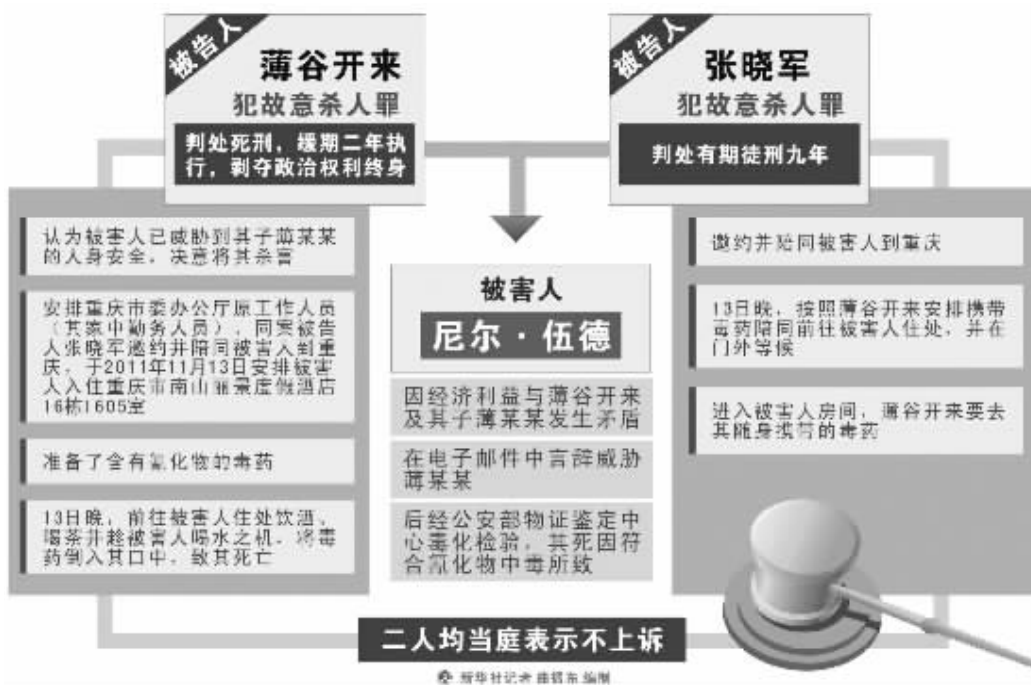 被告人
薄谷开来
犯故意杀人罪
判处死刑，缓期二年执
行，剥夺政治权利终身
认为被害人已威胁到其子薄某某
的人身安全，决意将其杀害
安排重庆市委办公厅原工作人员
（其家中勤务人员），同案被告
人张晓军邀约并陪同被害人到重
庆，于2011年11月13日安排被害
人入住重庆市南山丽景度假酒店
16栋1605室
准备了含有氰化物的毒药
13日晚，前往被害人住处饮酒、
喝茶并趁被害人喝水之机，将毒
药倒入其口中，致其死亡
被害人
尼尔·伍德
因经济利益与薄谷开来
及其子薄某某发生矛盾
在电子邮件中言辞威胁
薄某某
后经公安部物证鉴定中
心毒化检验，其死因符
合氰化物中毒所致
被告人
张晓军
犯故意杀人罪
判处有期徒刑九年
邀约并陪同被害人到重庆
13日晚，按照薄谷开来安排携带
毒药陪同前往被害人住处，并在
门外等候
进入被害人房间，薄谷开来要去
其随身携带的毒药
二人均当庭表示不上诉
新华社记者 曲振东 编制